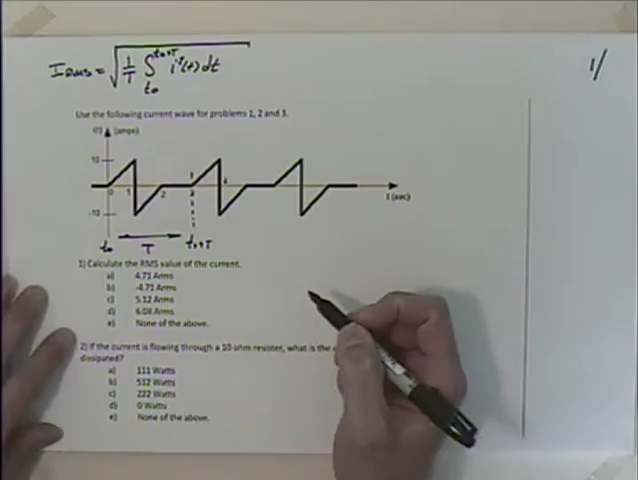 I RMS = √ 1/T ∫ t₀ t₀+T i²(t) dt
1/
Use the following current wave for problems 1, 2 and 3.
i(t) (amps)
10
0 1 2 3 4
-10
t (sec)
t₀ T t₀+T
1) Calculate the RMS value of the current.
a) 4.71 Arms
b) -4.71 Arms
c) 5.12 Arms
d) 6.08 Arms
e) None of the above.
2) If the current is flowing through a 10 ohm resister, what is the
dissipated?
a) 111 Watts
b) 512 Watts
c) 222 Watts
d) 0 Watts
e) None of the above.